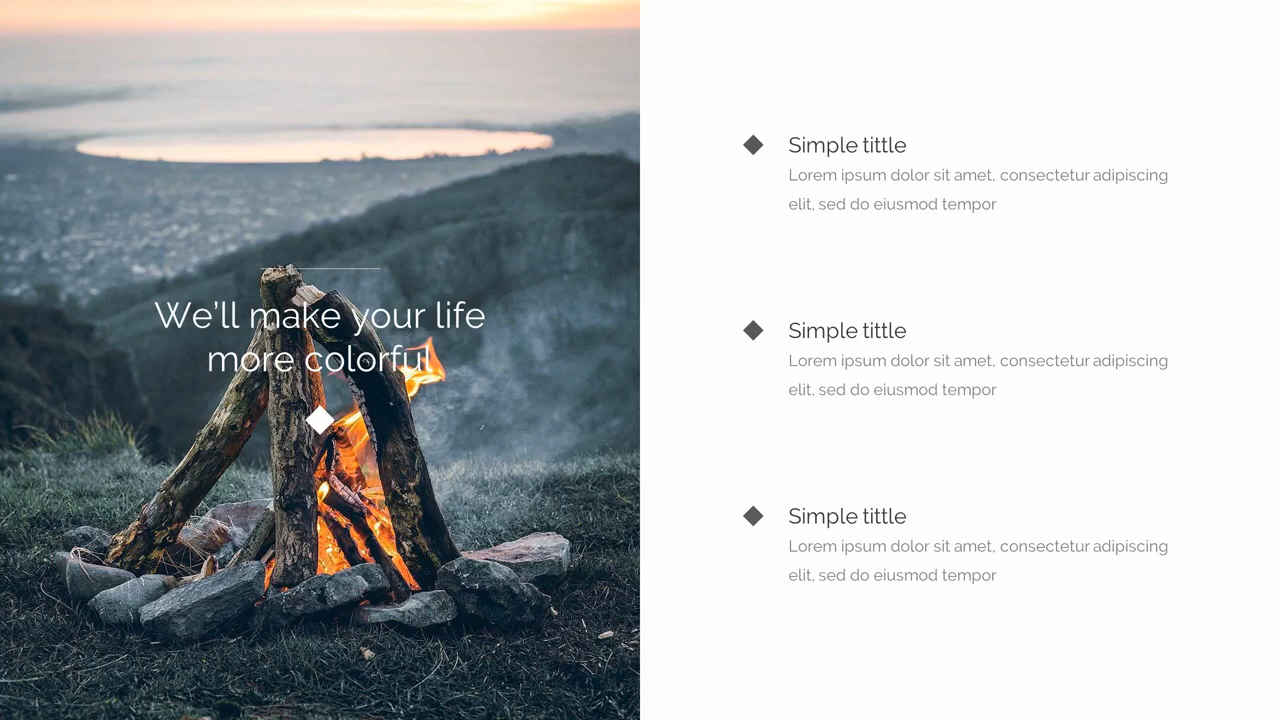 We’ll make your life
more colorful
Simple tittle
Lorem ipsum dolor sit amet, consectetur adipiscing
elit, sed do eiusmod tempor
Simple tittle
Lorem ipsum dolor sit amet, consectetur adipiscing
elit, sed do eiusmod tempor
Simple tittle
Lorem ipsum dolor sit amet, consectetur adipiscing
elit, sed do eiusmod tempor